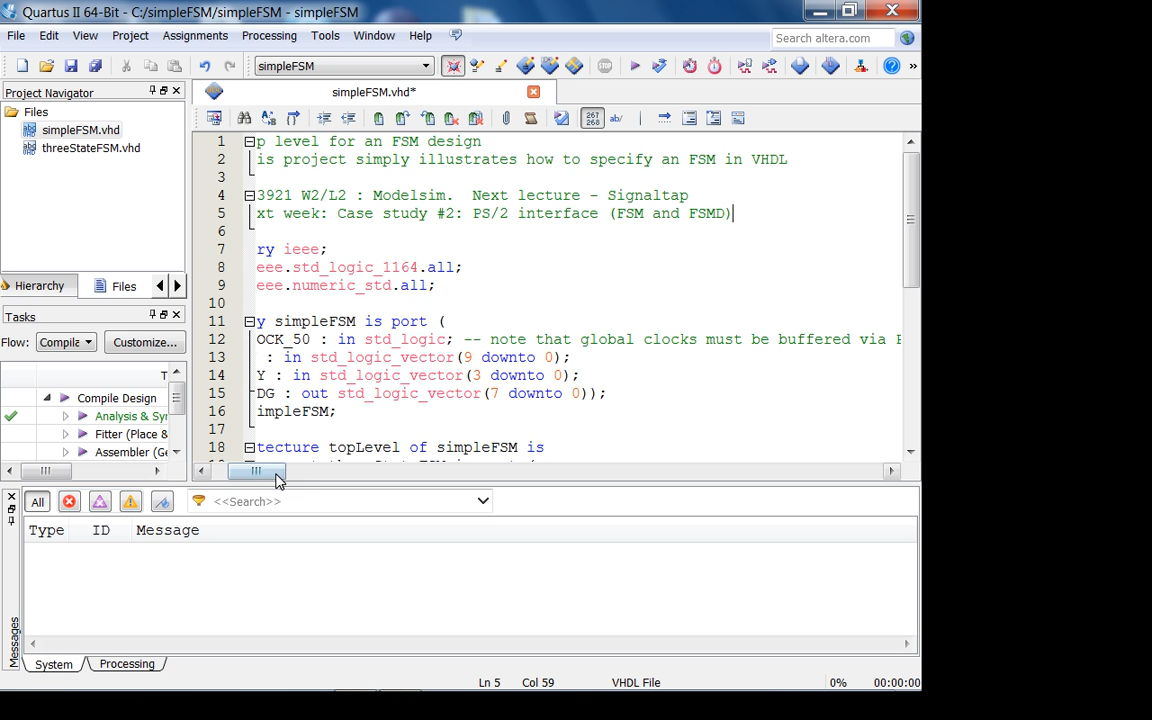 Quartus II 64-Bit - C:/simpleFSM/simpleFSM - simpleFSM
File Edit View Project Assignments Processing Tools Window Help
Search altera.com
simpleFSM
STOP
»
Project Navigator
simpleFSM.vhd*
Files
simpleFSM.vhd
threeStateFSM.vhd
267
268
ab/
1 p level for an FSM design
2 is project simply illustrates how to specify an FSM in VHDL
3
4 3921 W2/L2 : Modelsim. Next lecture - Signaltap
5 xt week: Case study #2: PS/2 interface (FSM and FSMD)
6
7 ry ieee;
8 eee.std_logic_1164.all;
9 eee.numeric_std.all;
10
11 y simpleFSM is port (
12 OCK_50 : in std_logic; -- note that global clocks must be buffered via
13 : in std_logic_vector(9 downto 0);
14 Y : in std_logic_vector(3 downto 0);
15 DG : out std_logic_vector(7 downto 0));
16 impleFSM;
17
18 tecture topLevel of simpleFSM is
Hierarchy Files
Tasks
Flow: Compila Customize...
T
Compile Design
Analysis & Syn
Fitter (Place &
Assembler (Ge
All
<<Search>>
Type ID Message
Messages
System Processing
Ln 5 Col 59 VHDL File 0% 00:00:00